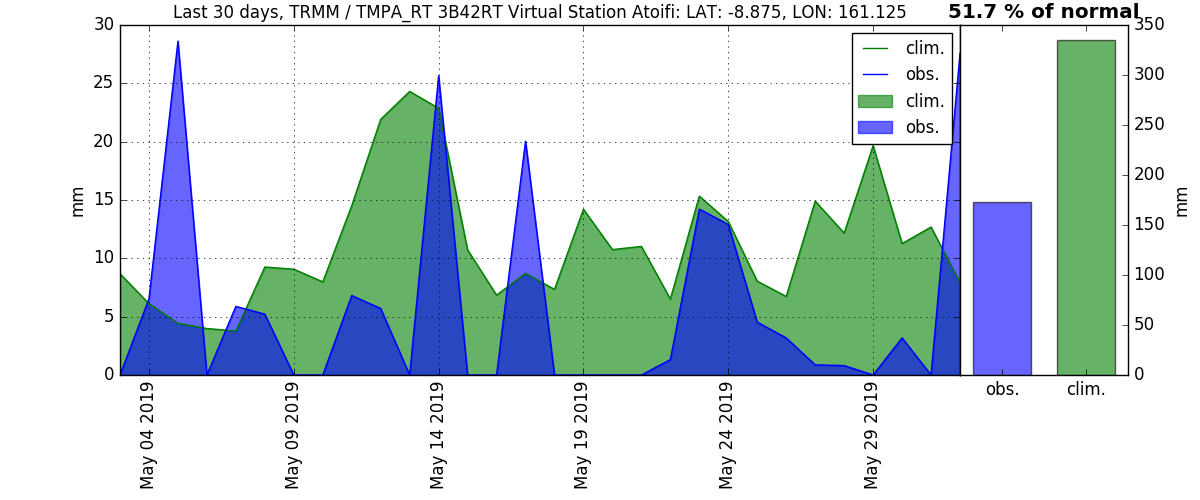 Last 30 days, TRMM / TMPA_RT 3B42RT Virtual Station Atoifi: LAT: -8.875, LON: 161.125
51.7 % of normal
30
25
20
15
10
5
0
mm
clim.
obs.
clim.
obs.
May 04 2019
May 09 2019
May 14 2019
May 19 2019
May 24 2019
May 29 2019
350
300
250
200
150
100
50
0
mm
obs.
clim.